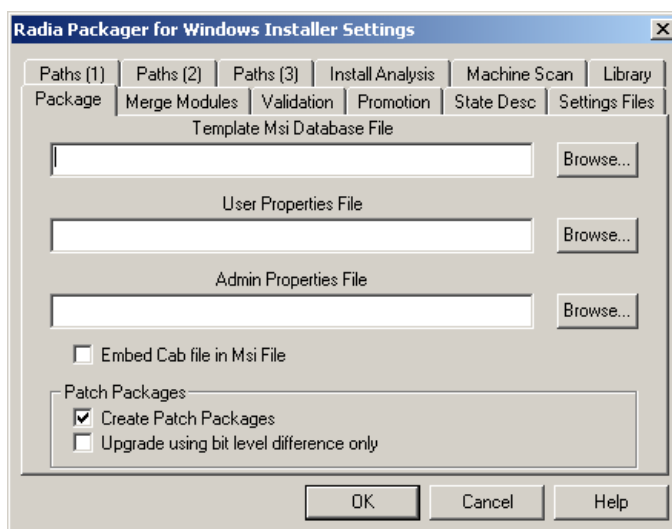 Radia Packager for Windows Installer Settings
Paths (1) Paths (2) Paths (3) Install Analysis Machine Scan Library
Package Merge Modules Validation Promotion State Desc Settings Files
Template Msi Database File
Browse...
User Properties File
Browse...
Admin Properties File
Browse...
Embed Cab file in Msi File
Patch Packages
Create Patch Packages
Upgrade using bit level difference only
OK Cancel Help